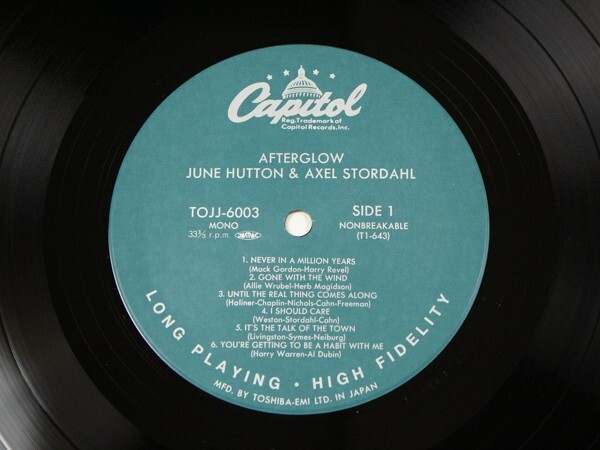 Capitol
Reg. Trademark of
Capitol Records, Inc.
AFTERGLOW
JUNE HUTTON & AXEL STORDAHL
TOJJ-6003 SIDE 1
MONO NONBREAKABLE
33⅓ r.p.m. (T1-643)
1. NEVER IN A MILLION YEARS
(Mack Gordon-Harry Revel)
2. GONE WITH THE WIND
(Allie Wrubel-Herb Magidson)
3. UNTIL THE REAL THING COMES ALONG
(Holiner-Chaplin-Nichols-Cahn-Freeman)
4. I SHOULD CARE
(Weston-Stordahl-Cahn)
5. IT'S THE TALK OF THE TOWN
(Livingston-Symes-Neiburg)
6. YOU'RE GETTING TO BE A HABIT WITH ME
(Harry Warren-Al Dubin)
LONG PLAYING • HIGH FIDELITY
MFD. BY TOSHIBA-EMI LTD. IN JAPAN